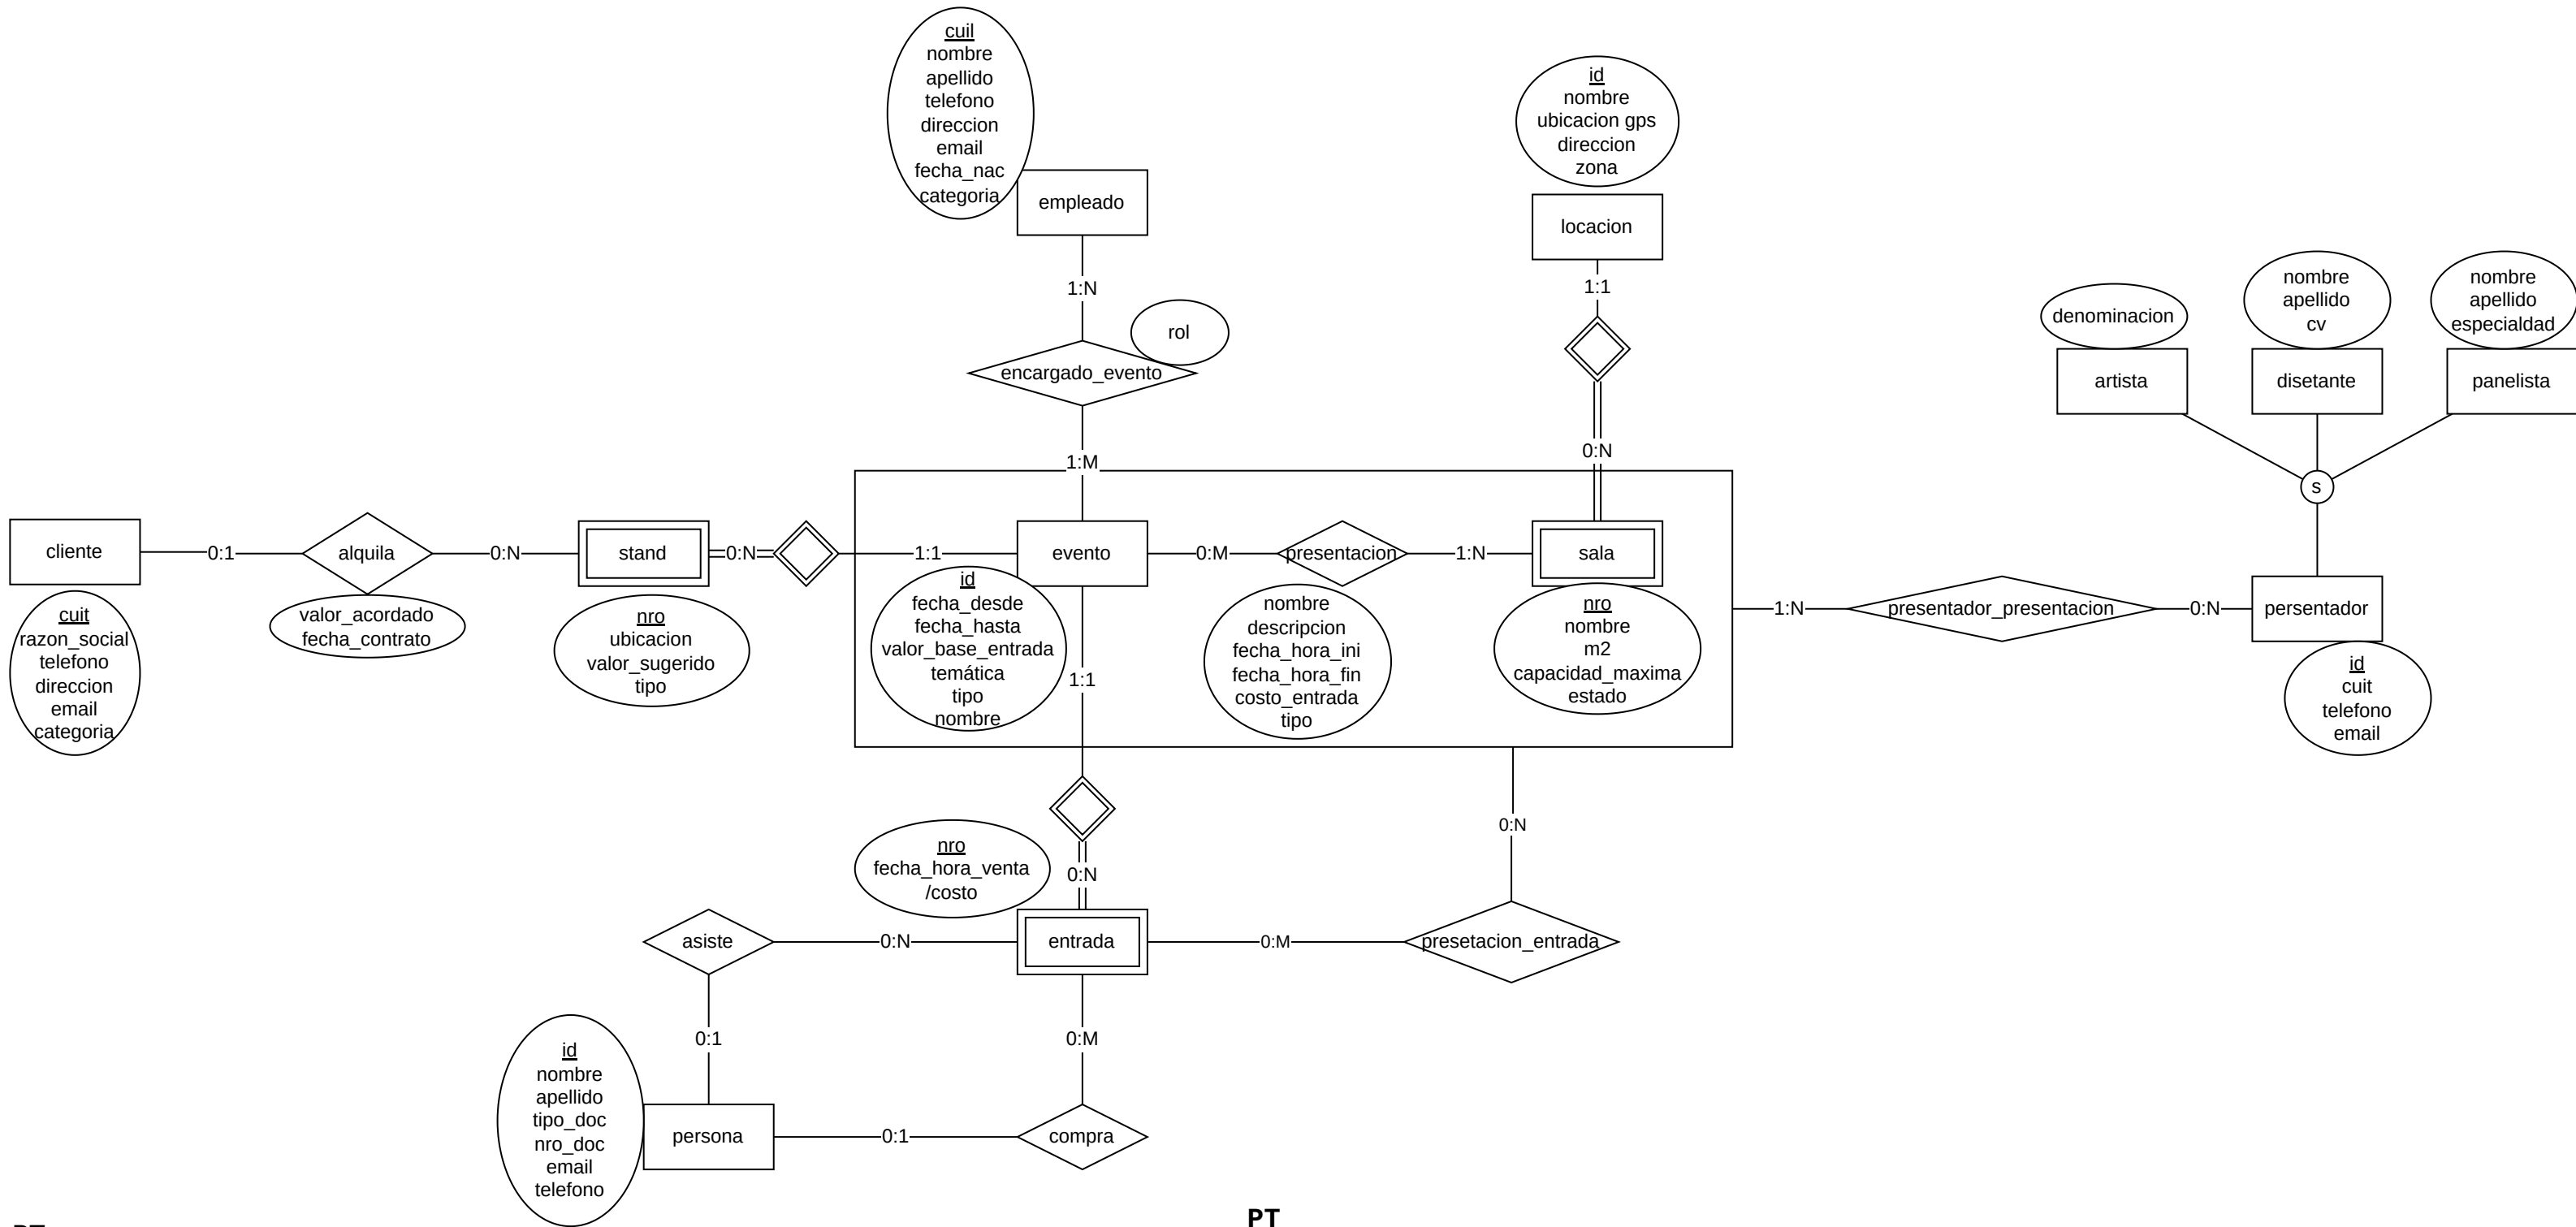 cuil
nombre
apellido
telefono
direccion
email
fecha_nac
categoria
empleado
id
nombre
ubicacion gps
direccion
zona
locacion
1:N
1:1
rol
encargado_evento
denominacion
nombre
apellido
cv
nombre
apellido
especialdad
artista
disetante
panelista
1:M
0:N
s
cliente
0:1
alquila
0:N
stand
0:N
1:1
evento
0:M
presentacion
1:N
sala
cuit
razon_social
telefono
direccion
email
categoria
valor_acordado
fecha_contrato
nro
ubicacion
valor_sugerido
tipo
id
fecha_desde
fecha_hasta
valor_base_entrada
temática
tipo
nombre
1:1
nombre
descripcion
fecha_hora_ini
fecha_hora_fin
costo_entrada
tipo
nro
nombre
m2
capacidad_maxima
estado
1:N
presentador_presentacion
0:N
persentador
id
cuit
telefono
email
nro
fecha_hora_venta
/costo
0:N
0:N
asiste
0:N
entrada
0:M
presetacion_entrada
0:1
0:M
id
nombre
apellido
tipo_doc
nro_doc
email
telefono
persona
0:1
compra
PT
PT